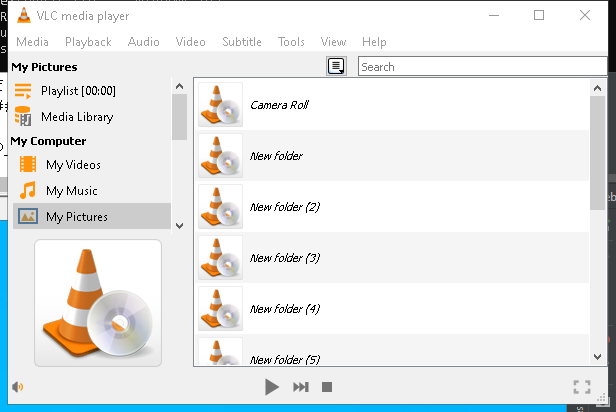 VLC media player
Media Playback Audio Video Subtitle Tools View Help
My Pictures
Search
Playlist [00:00]
Media Library
My Computer
My Videos
My Music
My Pictures
Camera Roll
New folder
New folder (2)
New folder (3)
New folder (4)
New folder (5)